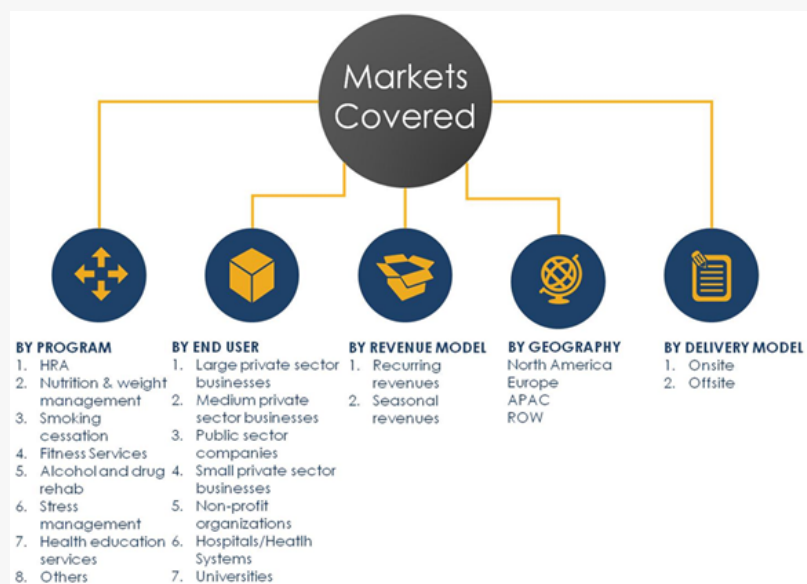 Markets
Covered
BY PROGRAM
1. HRA
2. Nutrition & weight
management
3. Smoking
cessation
4. Fitness Services
5. Alcohol and drug
rehab
6. Stress
management
7. Health education
services
8. Others
BY END USER
1. Large private sector
businesses
2. Medium private
sector businesses
3. Public sector
companies
4. Small private sector
businesses
5. Non-profit
organizations
6. Hospitals/Heatlh
Systems
7. Universities
BY REVENUE MODEL
1. Recurring
revenues
2. Seasonal
revenues
BY GEOGRAPHY
North America
Europe
APAC
ROW
BY DELIVERY MODEL
1. Onsite
2. Offsite